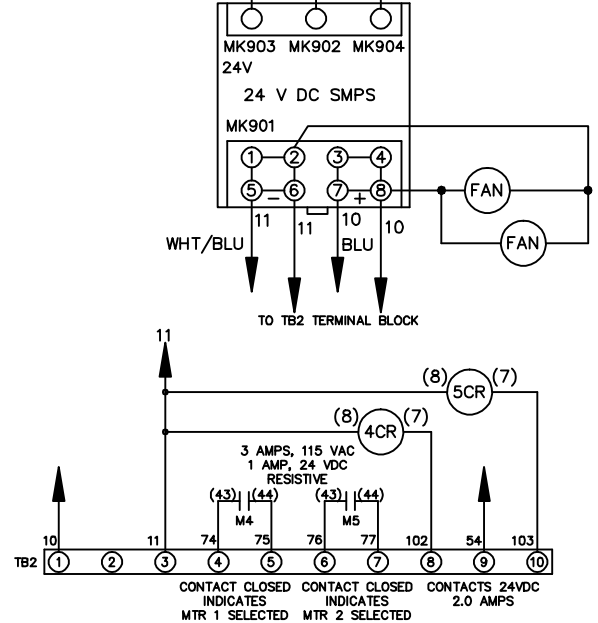 MK903 MK902 MK904
24V
24 V DC SMPS
MK901
1 2 3 4
5 - 6 7 + 8
FAN
FAN
11 11 10 10
WHT/BLU BLU
TO TB2 TERMINAL BLOCK
11
(8) 5CR (7)
(8) 4CR (7)
3 AMPS, 115 VAC
1 AMP, 24 VDC
RESISTIVE
(43) (44) (43) (44)
M4 M5
10 11 74 75 76 77 102 54 103
TB2 1 2 3 4 5 6 7 8 9 10
CONTACT CLOSED CONTACT CLOSED CONTACTS 24VDC
INDICATES INDICATES 2.0 AMPS
MTR 1 SELECTED MTR 2 SELECTED